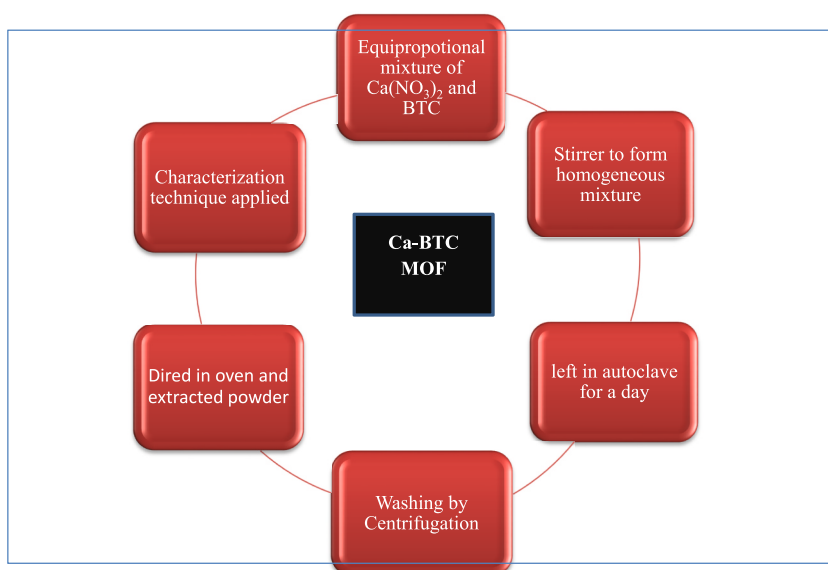 Equipropotional
mixture of
Ca(NO₃)₂ and
BTC
Stirrer to form
homogeneous
mixture
left in autoclave
for a day
Washing by
Centrifugation
Dired in oven and
extracted powder
Characterization
technique applied
Ca-BTC
MOF